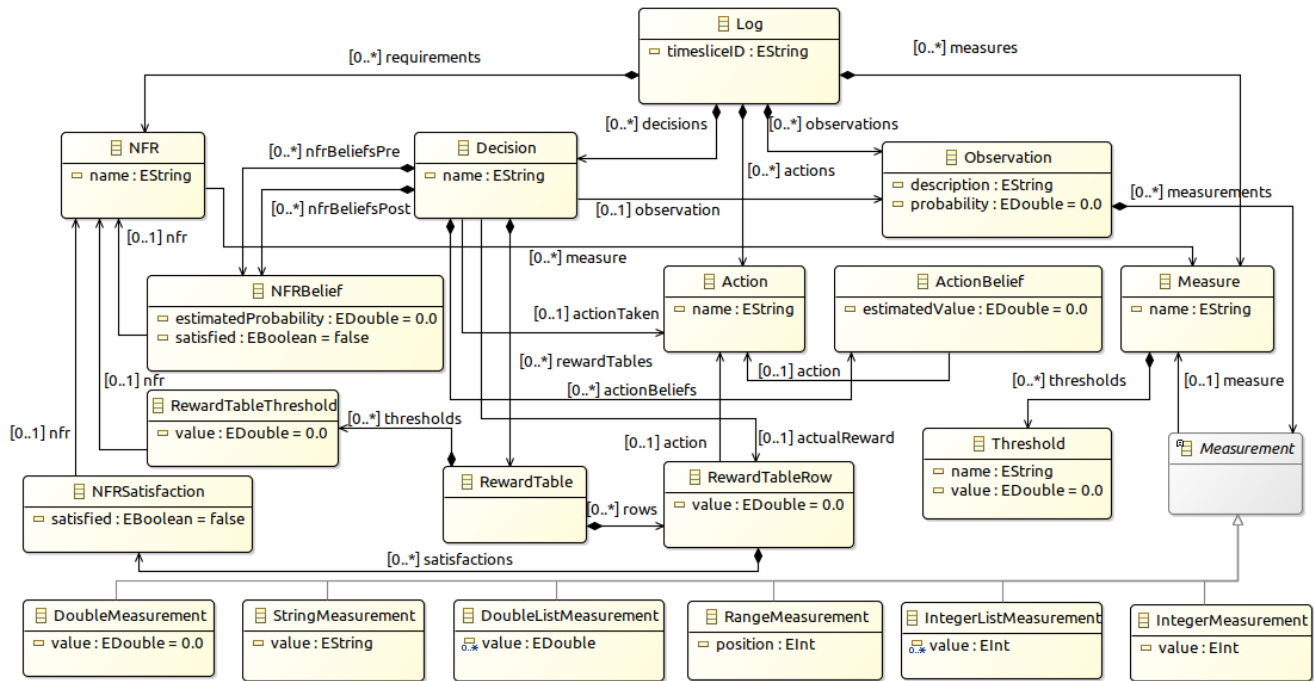 Log
timesliceID : EString
[0..*] requirements
[0..*] measures
[0..*] decisions
[0..*] observations
[0..*] actions
NFR
name : EString
[0..*] nfrBeliefsPre
[0..*] nfrBeliefsPost
Decision
name : EString
[0..1] observation
Observation
description : EString
probability : EDouble = 0.0
[0..*] measurements
[0..1] nfr
[0..*] measure
NFRBelief
estimatedProbability : EDouble = 0.0
satisfied : EBoolean = false
Action
name : EString
ActionBelief
estimatedValue : EDouble = 0.0
Measure
name : EString
[0..1] actionTaken
[0..*] rewardTables
[0..*] actionBeliefs
[0..1] action
[0..*] thresholds
[0..1] measure
[0..1] nfr
[0..1] nfr
RewardTableThreshold
value : EDouble = 0.0
[0..*] thresholds
[0..1] action
[0..1] actualReward
Threshold
name : EString
value : EDouble = 0.0
Measurement
NFRSatisfaction
satisfied : EBoolean = false
RewardTable
[0..*] rows
RewardTableRow
value : EDouble = 0.0
[0..*] satisfactions
DoubleMeasurement
value : EDouble = 0.0
StringMeasurement
value : EString
DoubleListMeasurement
0..* value : EDouble
RangeMeasurement
position : EInt
IntegerListMeasurement
0..* value : EInt
IntegerMeasurement
value : EInt